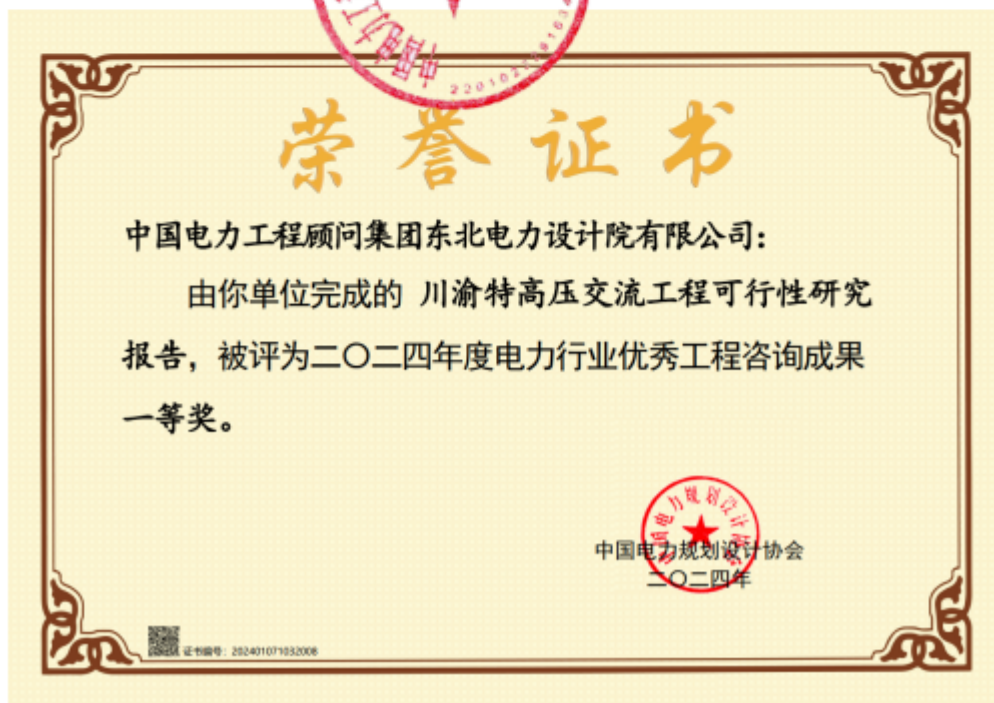 荣誉证书
中国电力工程顾问集团东北电力设计院有限公司：
由你单位完成的 川渝特高压交流工程可行性研究
报告，被评为二〇二四年度电力行业优秀工程咨询成果
一等奖。
中国电力规划设计协会
二〇二四年
证书编号：202401071032008